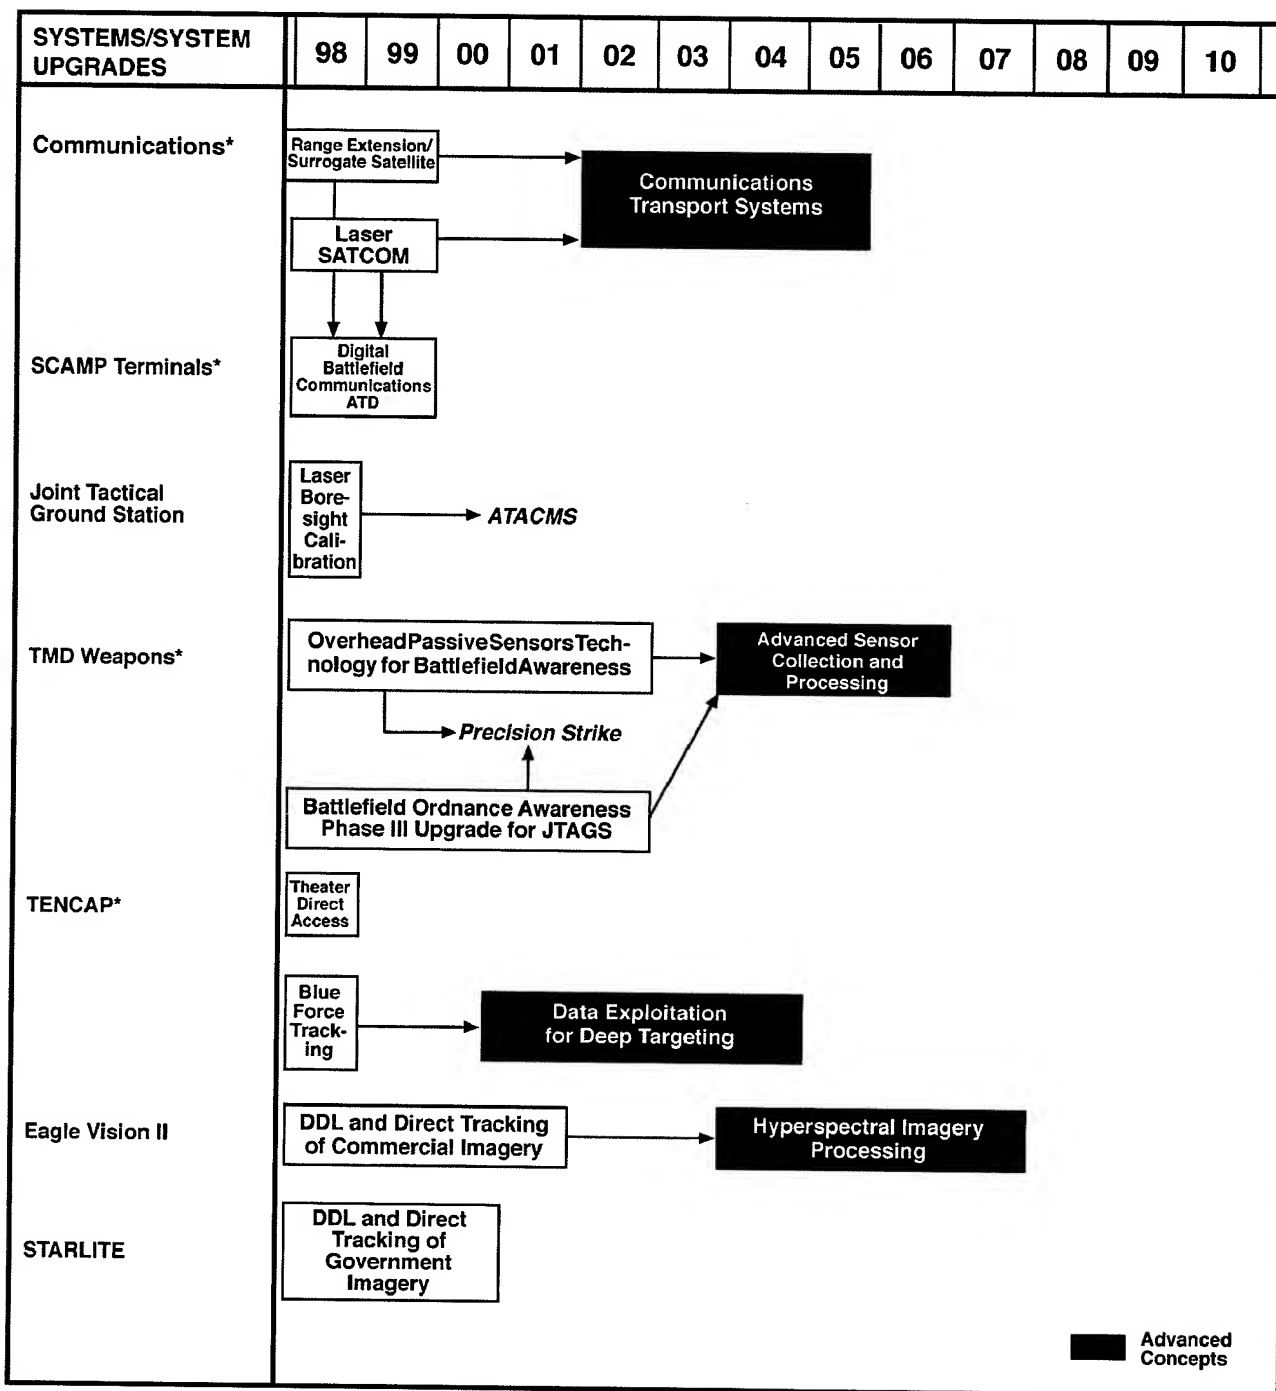 SYSTEMS/SYSTEM
UPGRADES
98 99 00 01 02 03 04 05 06 07 08 09 10
Communications*
Range Extension/
Surrogate Satellite
Communications
Transport Systems
Laser
SATCOM
SCAMP Terminals*
Digital
Battlefield
Communications
ATD
Joint Tactical
Ground Station
Laser
Bore-
sight
Cali-
bration
ATACMS
TMD Weapons*
OverheadPassiveSensorsTech-
nology for BattlefieldAwareness
Advanced Sensor
Collection and
Processing
Precision Strike
Battlefield Ordnance Awareness
Phase III Upgrade for JTAGS
TENCAP*
Theater
Direct
Access
Blue
Force
Track-
ing
Data Exploitation
for Deep Targeting
Eagle Vision II
DDL and Direct Tracking
of Commercial Imagery
Hyperspectral Imagery
Processing
STARLITE
DDL and Direct
Tracking of
Government
Imagery
Advanced
Concepts